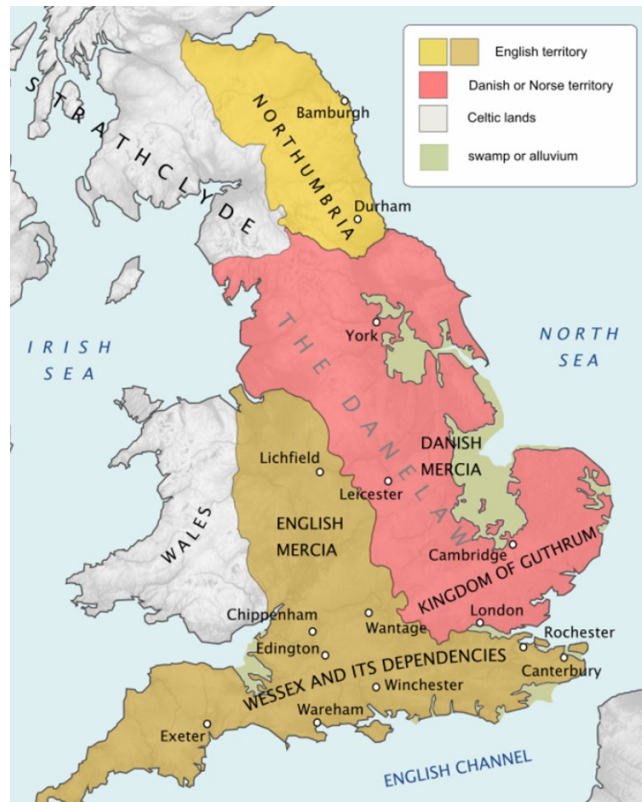 English territory
Danish or Norse territory
Celtic lands
swamp or alluvium
STRATHCLYDE
NORTHUMBRIA
Bamburgh
Durham
IRISH
SEA
NORTH
SEA
THE DANELAW
York
DANISH
MERCIA
Lichfield
Leicester
ENGLISH
MERCIA
WALES
Cambridge
KINGDOM OF GUTHRUM
Chippenham
Wantage
London
Rochester
Edington
Canterbury
WESSEX AND ITS DEPENDENCIES
Winchester
Wareham
Exeter
ENGLISH CHANNEL